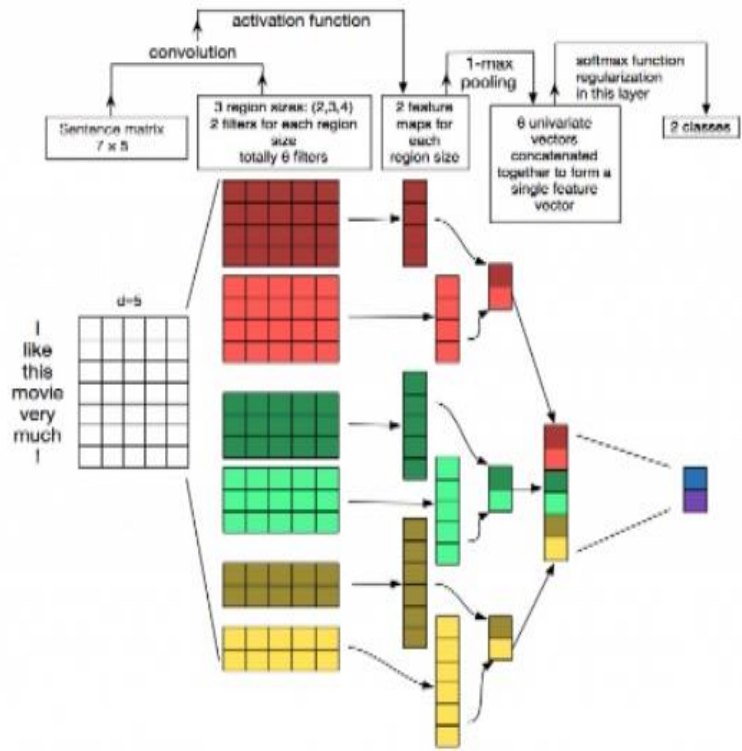 activation function
convolution
1-max
pooling
softmax function
regularization
in this layer
Sentence matrix
7 x 5
3 region sizes: (2,3,4)
2 filters for each region
size
totally 6 filters
2 feature
maps for
each
region size
6 univariate
vectors
concatenated
together to form a
single feature
vector
2 classes
d=5
I
like
this
movie
very
much
!